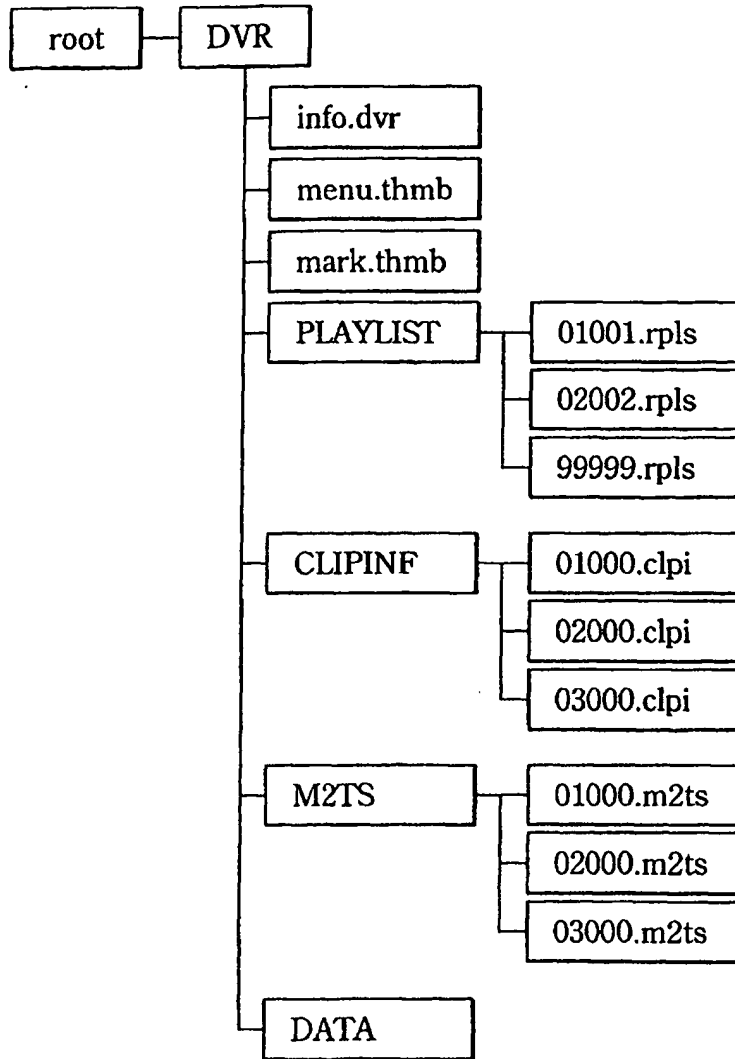 root
DVR
info.dvr
menu.thmb
mark.thmb
PLAYLIST
01001.rpls
02002.rpls
99999.rpls
CLIPINF
01000.clpi
02000.clpi
03000.clpi
M2TS
01000.m2ts
02000.m2ts
03000.m2ts
DATA